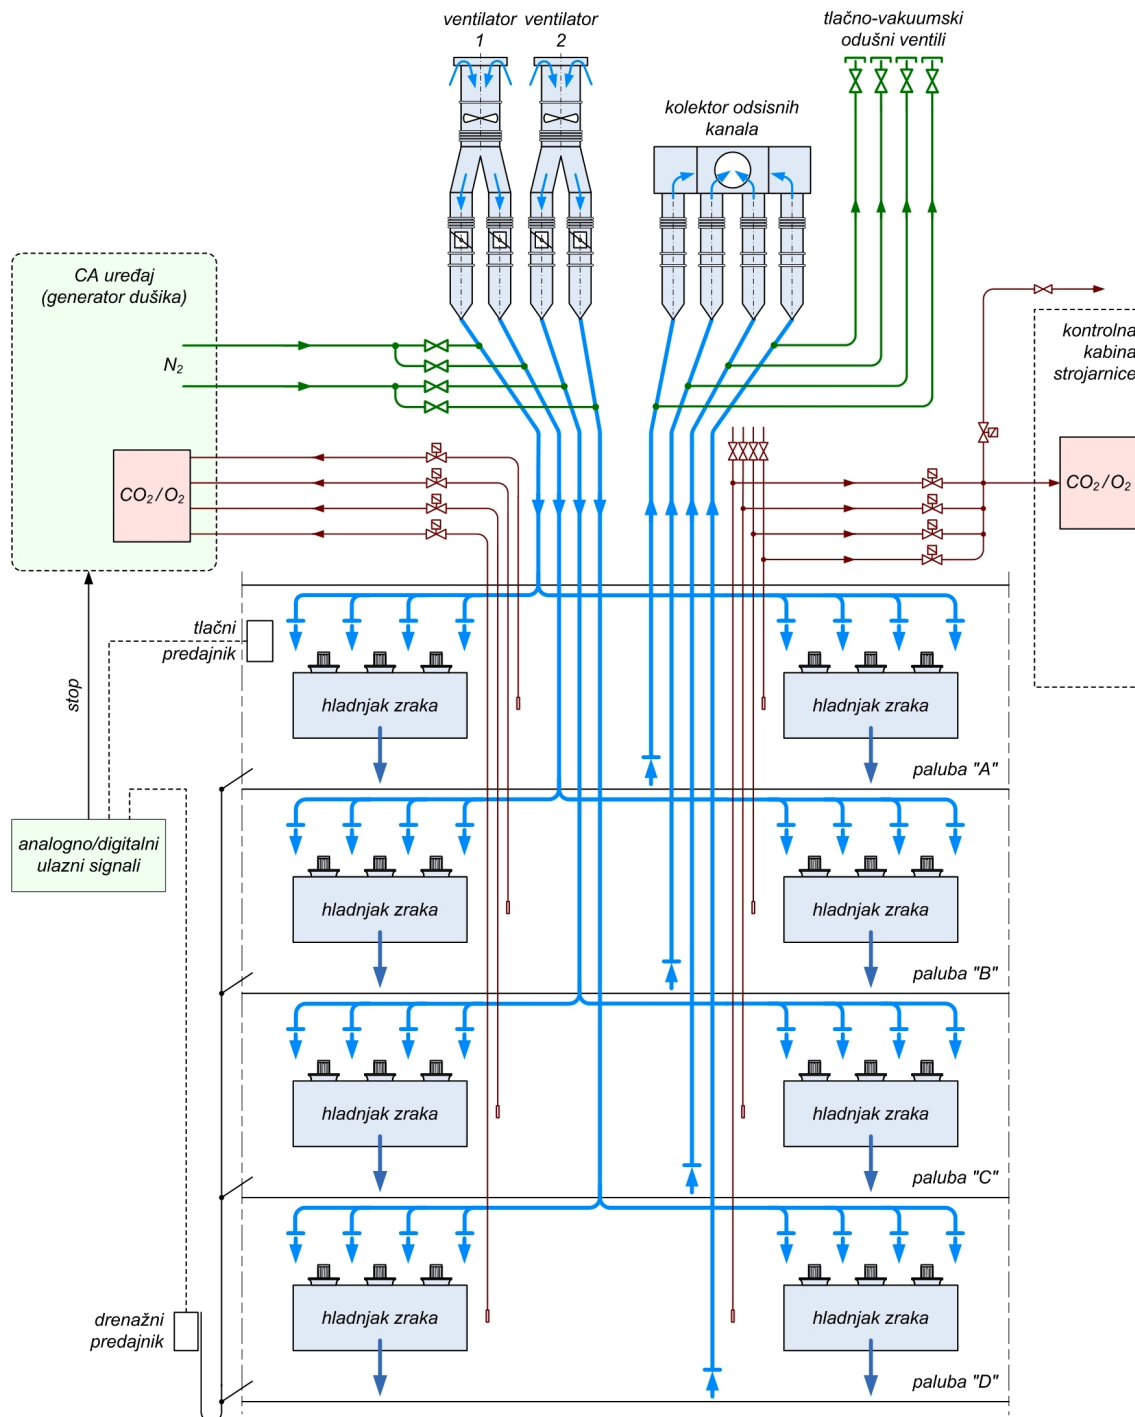 ventilator
1
ventilator
2
tlačno-vakuumski
odušni ventili
kolektor odsisnih
kanala
CA uređaj
(generator dušika)
N₂
CO₂/O₂
kontrolna
kabina
strojarnice
CO₂/O₂
tlačni
predajnik
stop
hladnjak zraka
hladnjak zraka
paluba "A"
analogno/digitalni
ulazni signali
hladnjak zraka
hladnjak zraka
paluba "B"
hladnjak zraka
hladnjak zraka
paluba "C"
drenažni
predajnik
hladnjak zraka
hladnjak zraka
paluba "D"